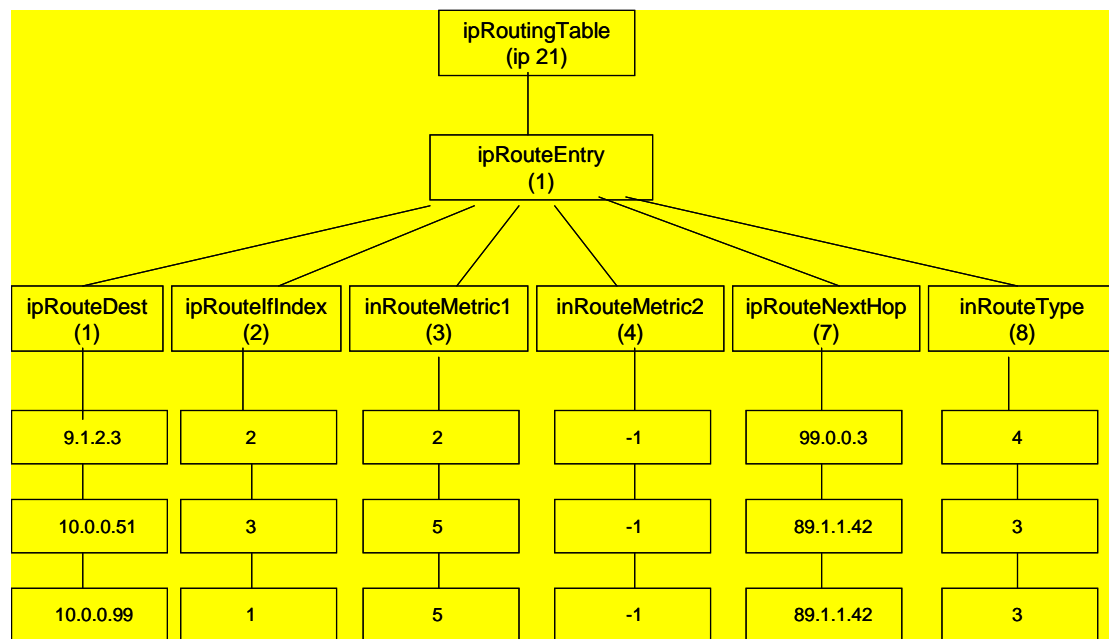 ipRoutingTable
(ip 21)
ipRouteEntry
(1)
ipRouteDest
(1)
ipRouteIfIndex
(2)
inRouteMetric1
(3)
inRouteMetric2
(4)
ipRouteNextHop
(7)
inRouteType
(8)
9.1.2.3
2
2
-1
99.0.0.3
4
10.0.0.51
3
5
-1
89.1.1.42
3
10.0.0.99
1
5
-1
89.1.1.42
3